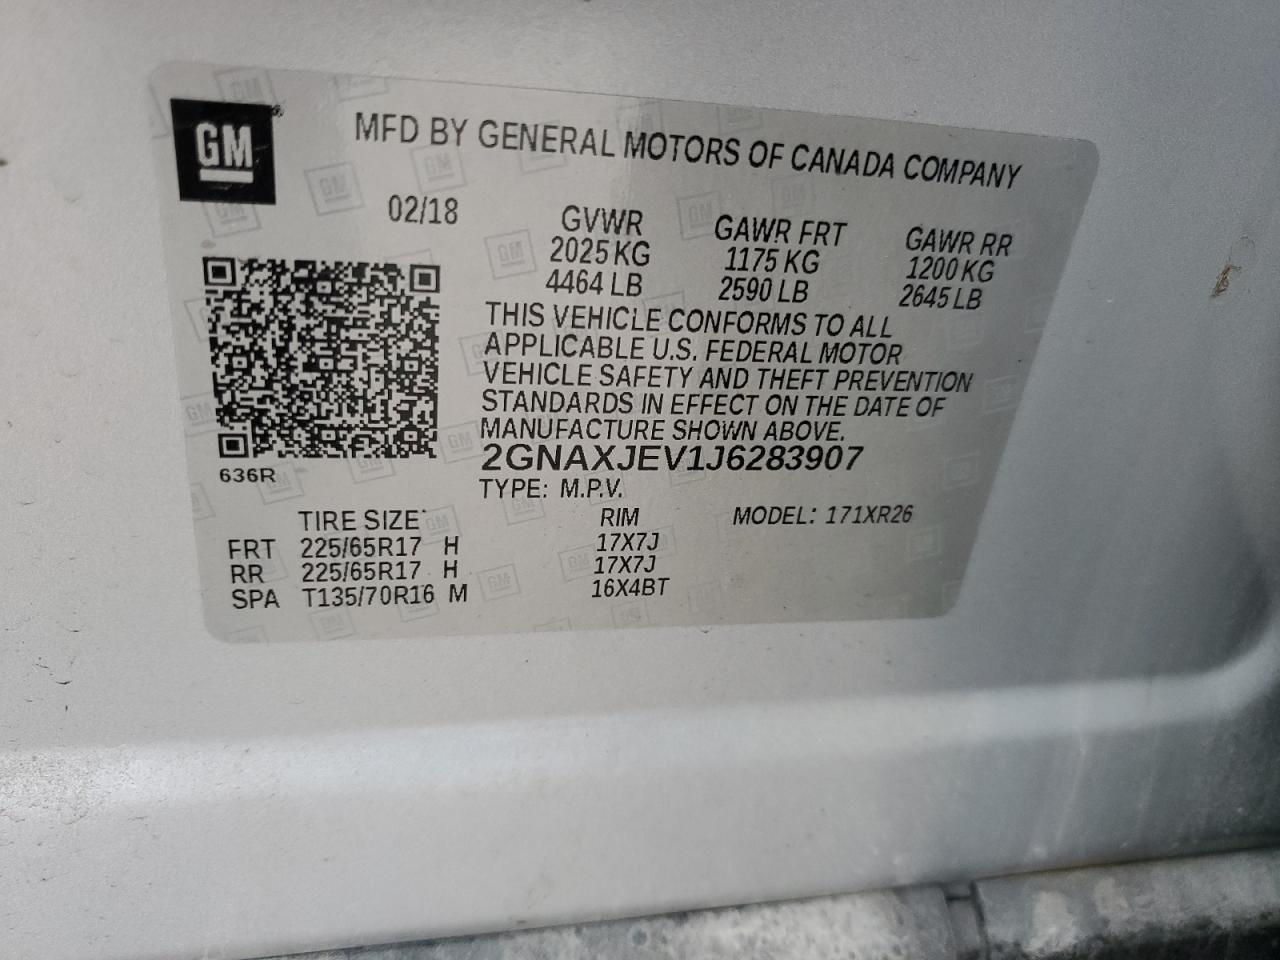 GM
MFD BY GENERAL MOTORS OF CANADA COMPANY
02/18
GVWR GAWR FRT GAWR RR
2025 KG 1175 KG 1200 KG
4464 LB 2590 LB 2645 LB
THIS VEHICLE CONFORMS TO ALL
APPLICABLE U.S. FEDERAL MOTOR
VEHICLE SAFETY AND THEFT PREVENTION
STANDARDS IN EFFECT ON THE DATE OF
MANUFACTURE SHOWN ABOVE.
2GNAXJEV1J6283907
636R
TYPE: M.P.V.
TIRE SIZE RIM MODEL: 171XR26
FRT 225/65R17 H 17X7J
RR 225/65R17 H 17X7J
SPA T135/70R16 M 16X4BT